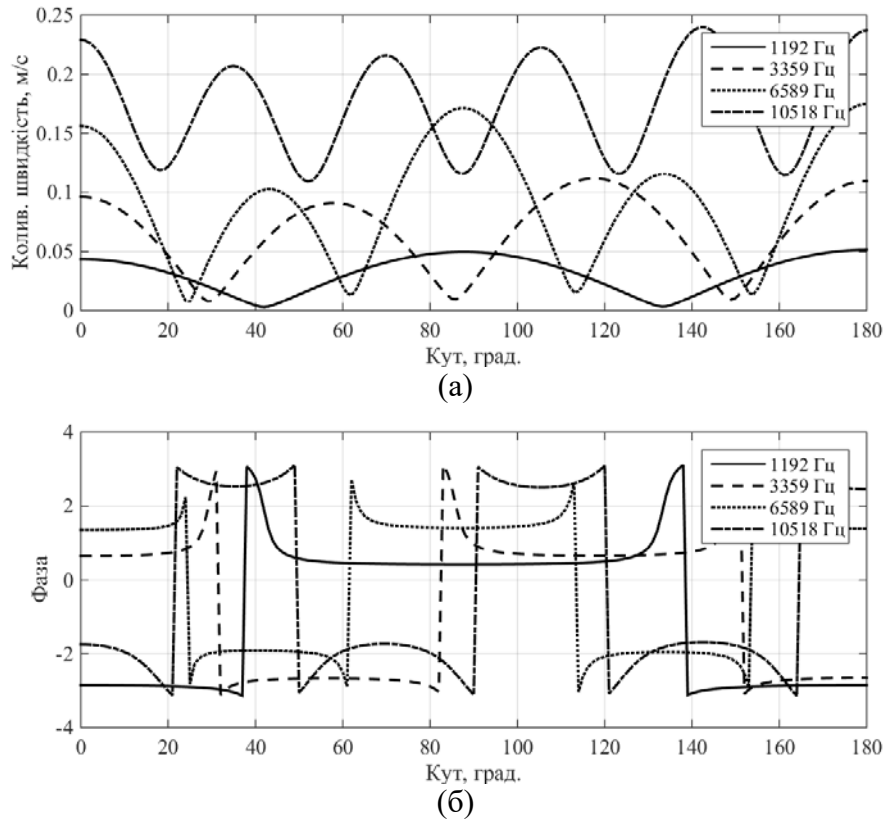 0.25
0.2
0.15
0.1
0.05
0
Колив. швидкість, м/с
1192 Гц
3359 Гц
6589 Гц
10518 Гц
0 20 40 60 80 100 120 140 160 180
Кут, град.
(а)
4
2
0
-2
-4
Фаза
1192 Гц
3359 Гц
6589 Гц
10518 Гц
0 20 40 60 80 100 120 140 160 180
Кут, град.
(б)